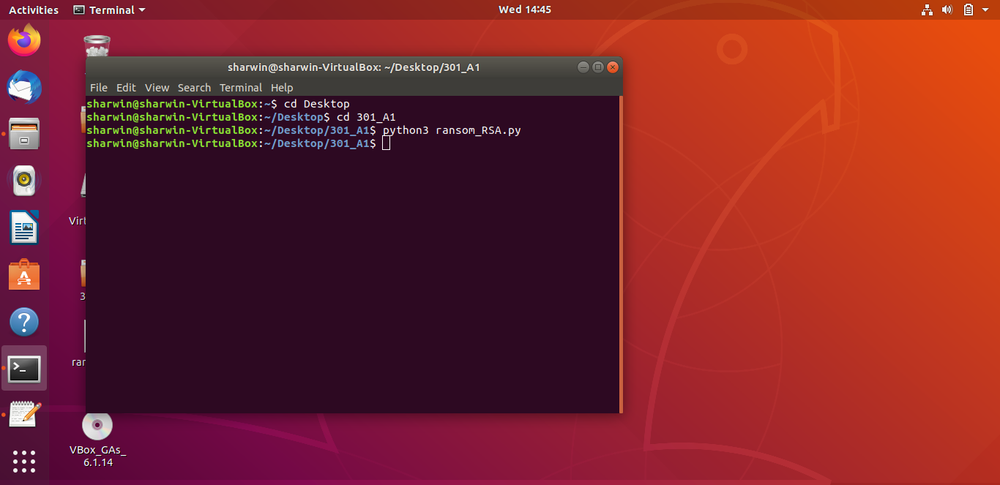 Activities Terminal Wed 14:45
sharwin@sharwin-VirtualBox: ~/Desktop/301_A1
File Edit View Search Terminal Help
sharwin@sharwin-VirtualBox:~$ cd Desktop
sharwin@sharwin-VirtualBox:~/Desktop$ cd 301_A1
sharwin@sharwin-VirtualBox:~/Desktop/301_A1$ python3 ransom_RSA.py
sharwin@sharwin-VirtualBox:~/Desktop/301_A1$
Virt
3
ran
VBox_GAs_
6.1.14